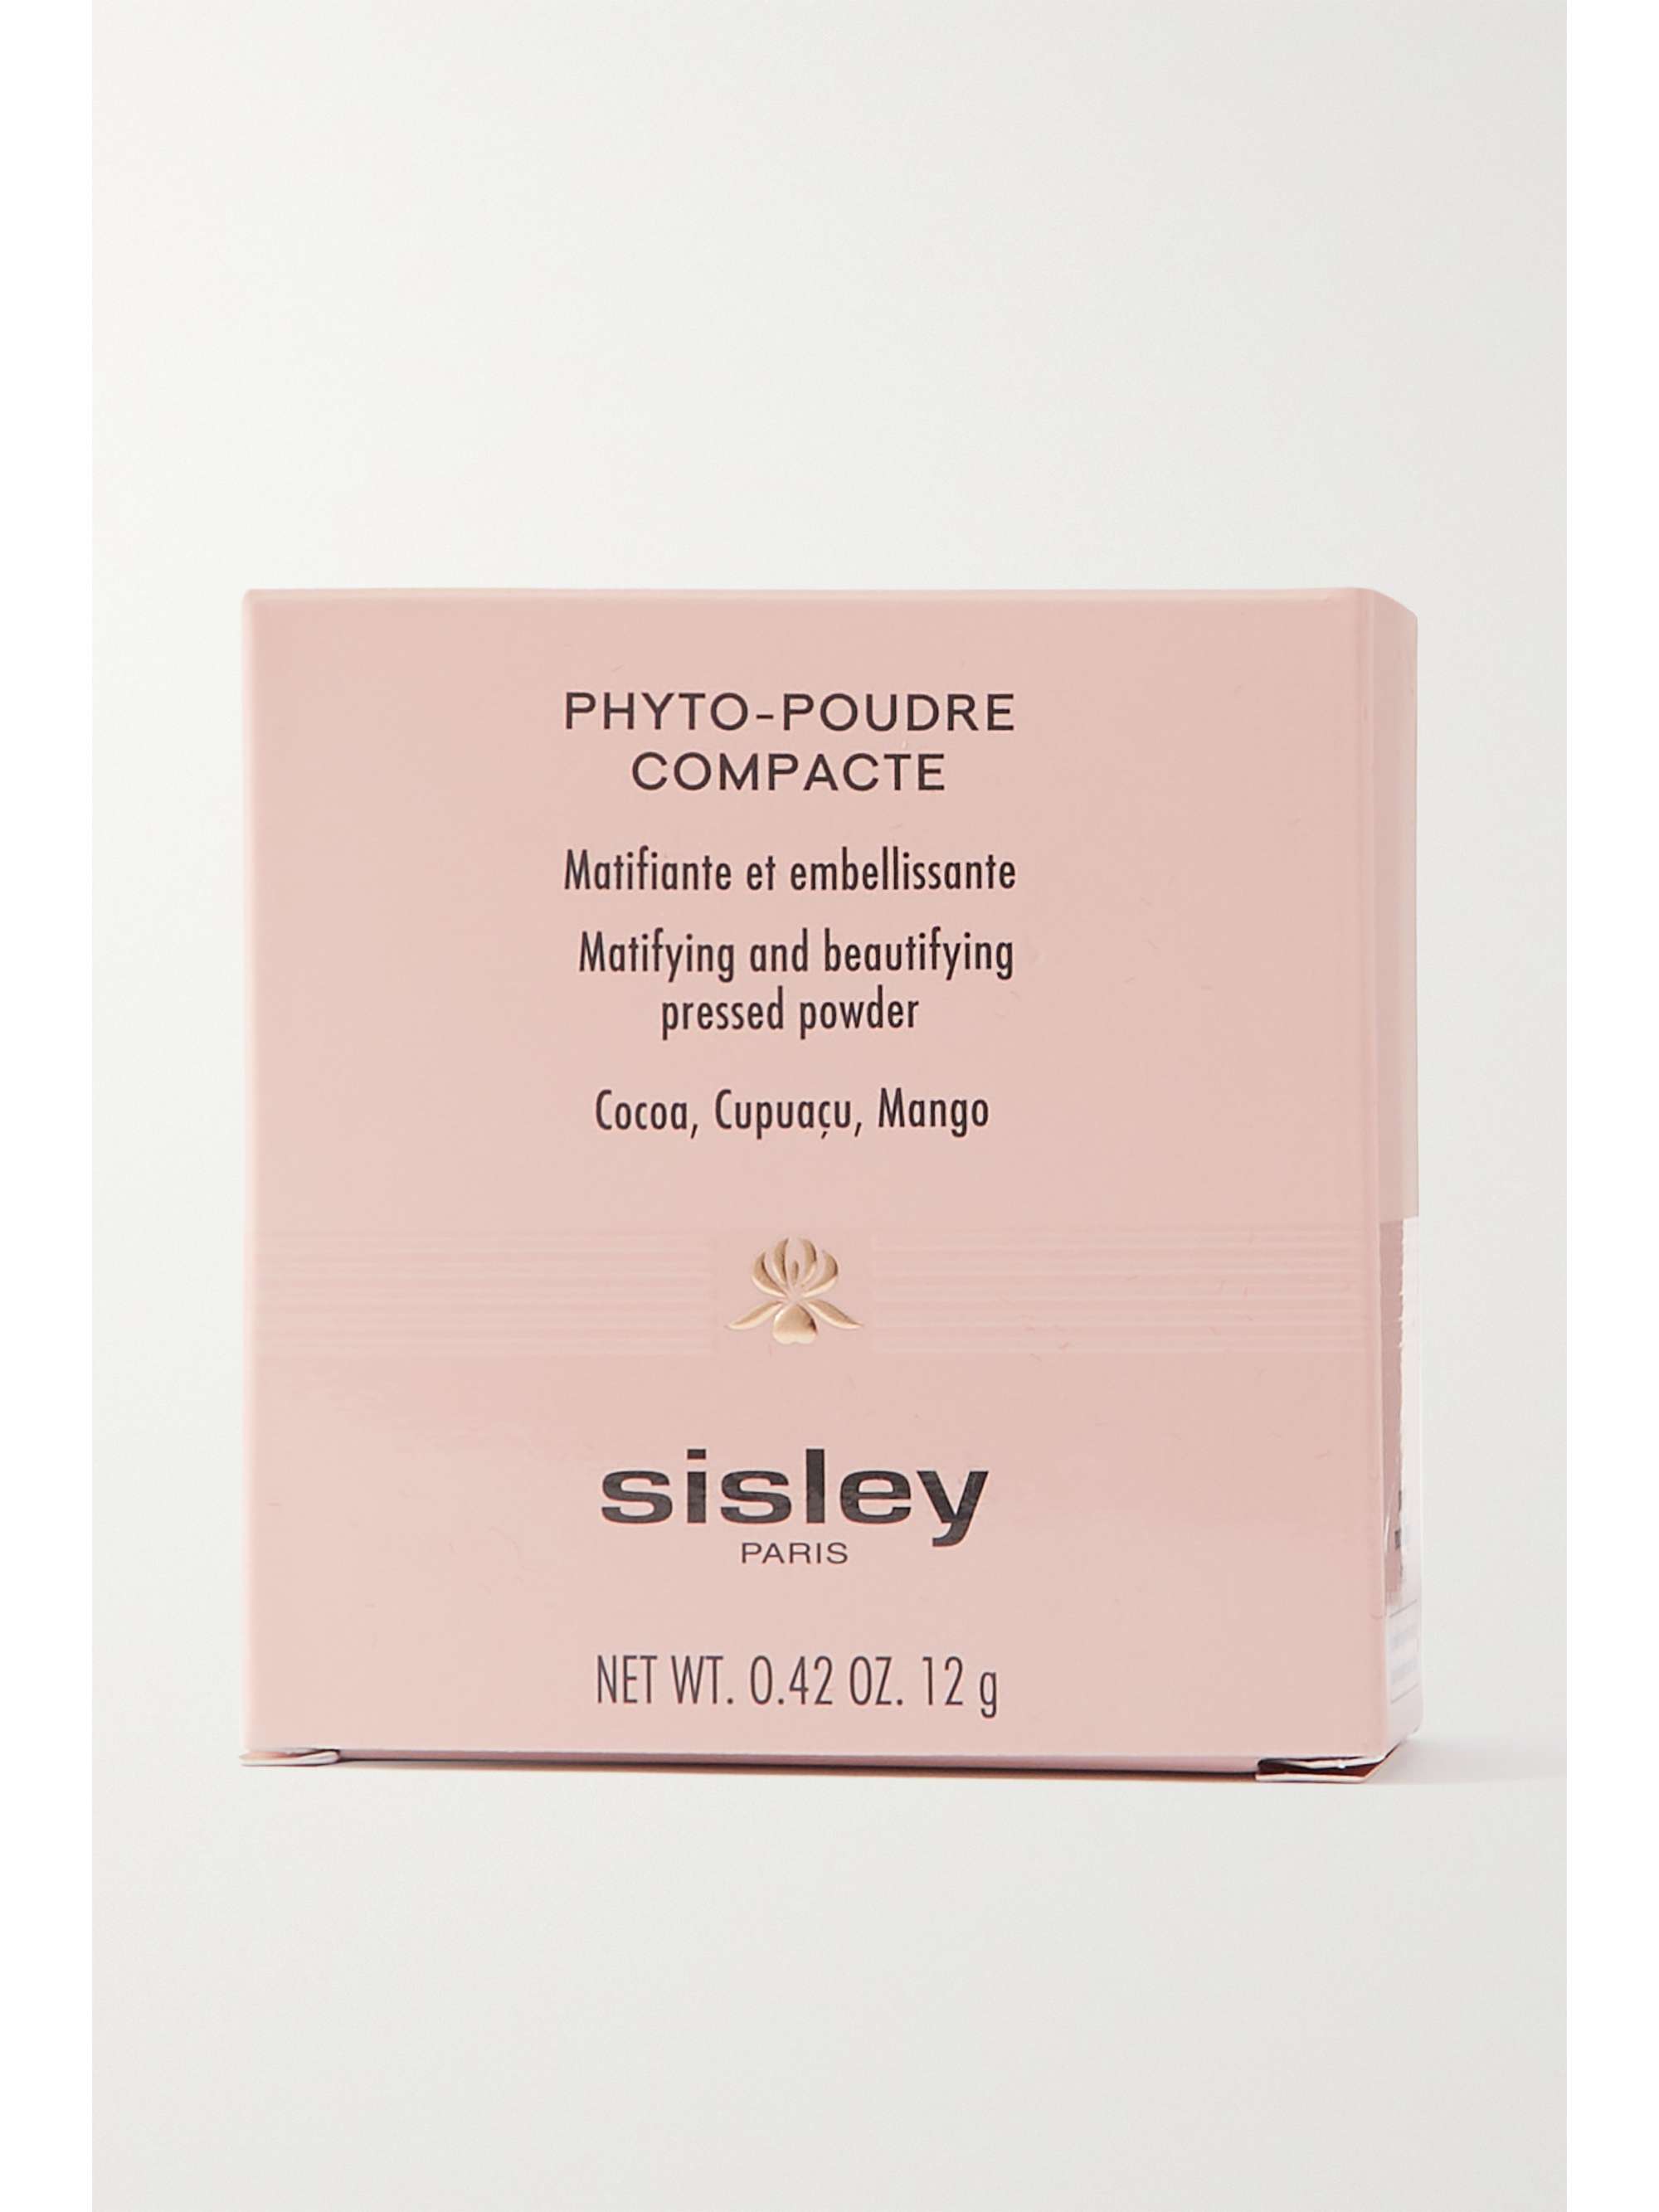 PHYTO-POUDRE
COMPACTE
Matifiante et embellissante
Matifying and beautifying
pressed powder
Cocoa, Cupuaçu, Mango
sisley
PARIS
NET WT. 0.42 OZ. 12 g